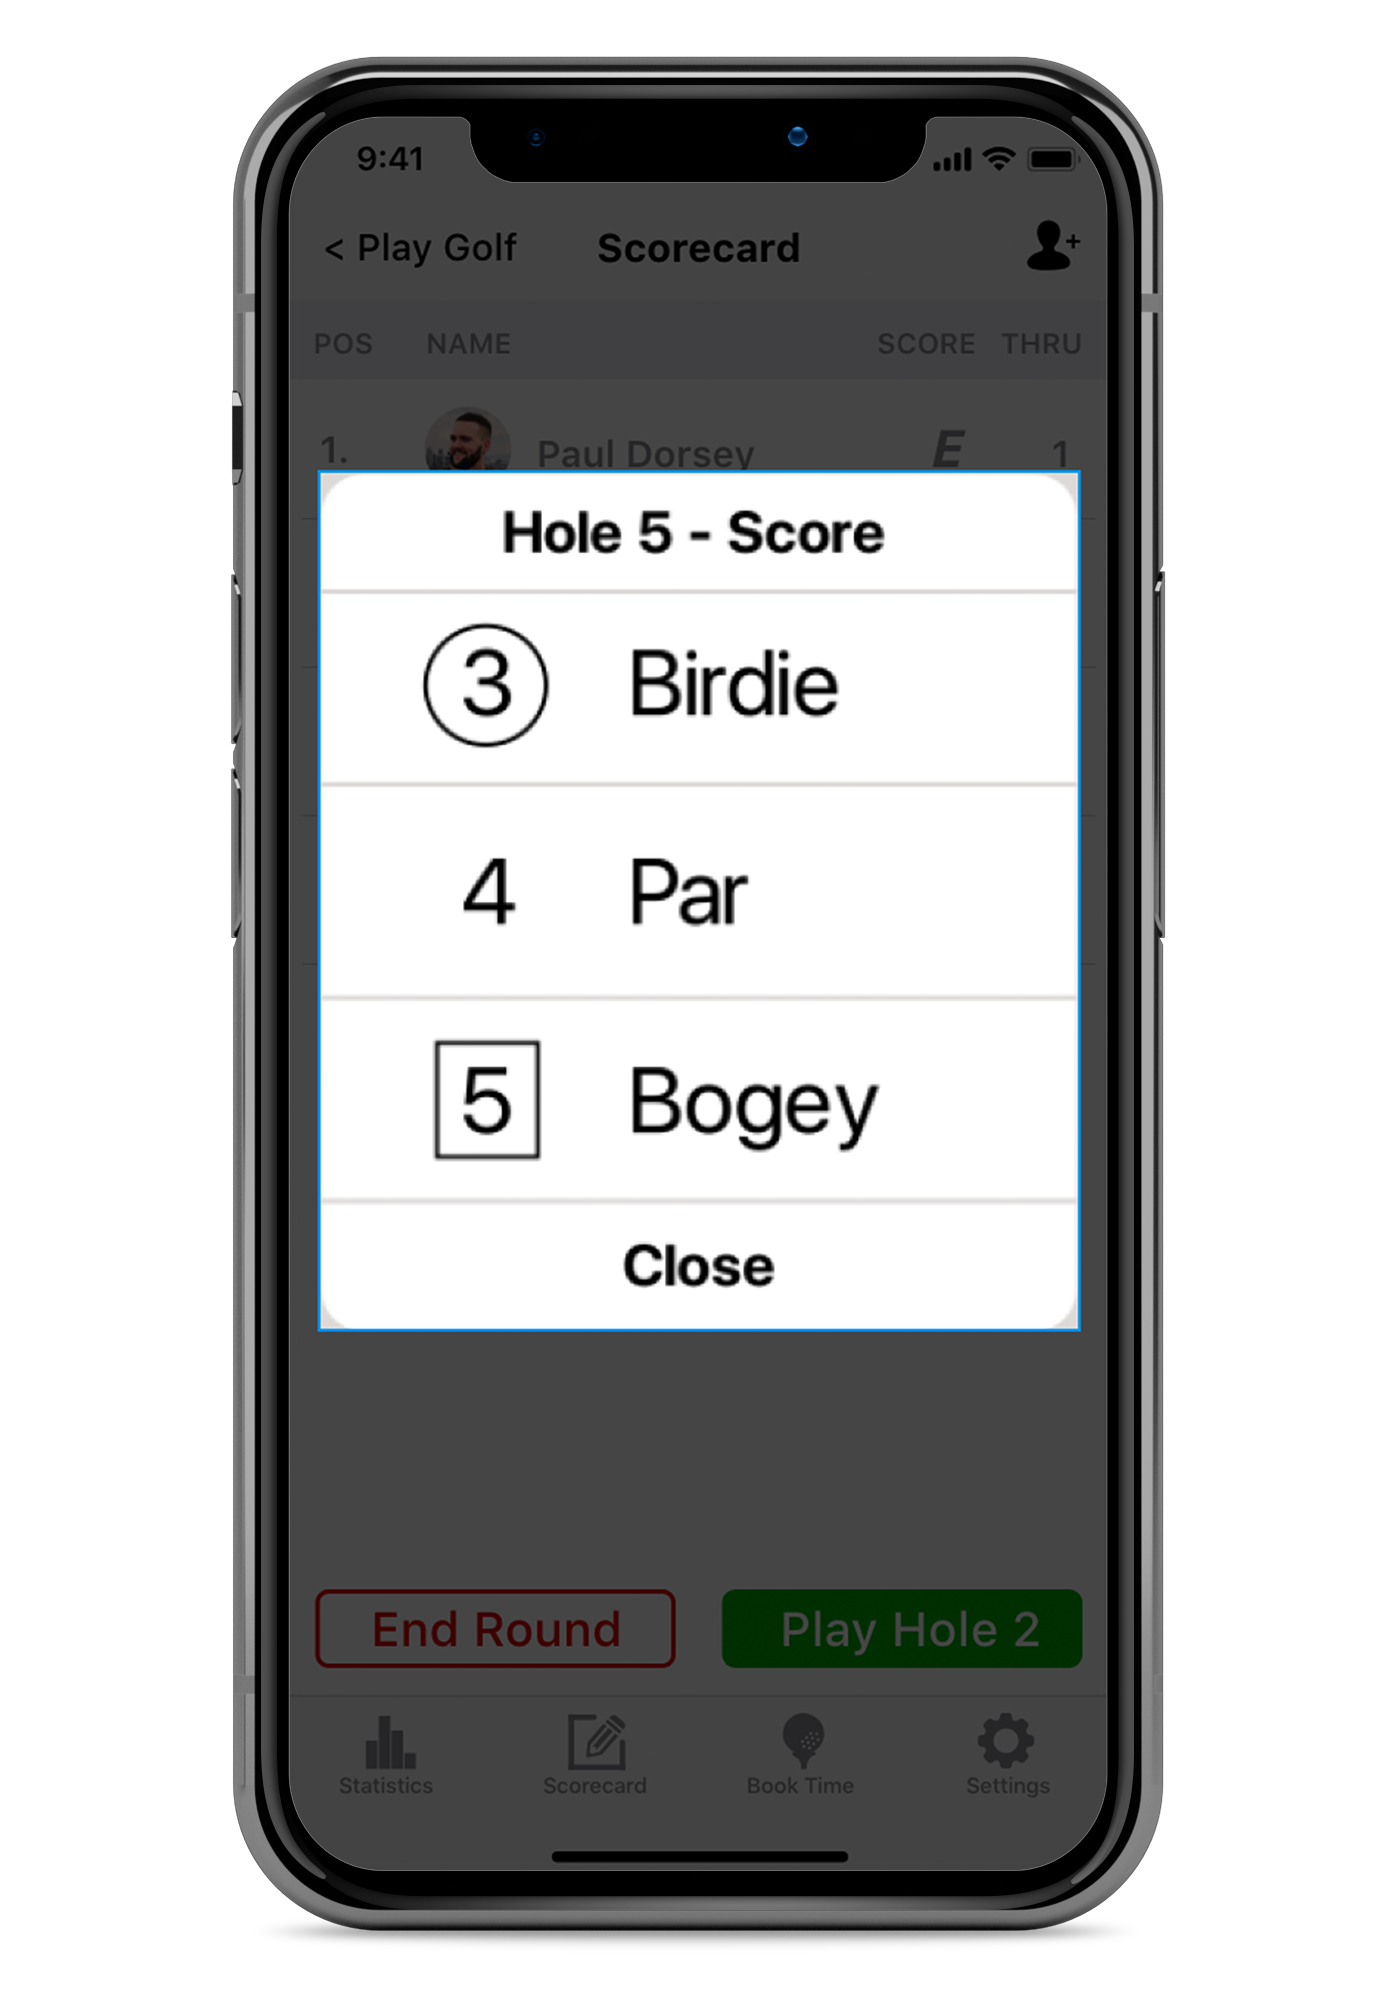 9:41
< Play Golf Scorecard
POS NAME SCORE THRU
1. Paul Dorsey E 1
Hole 5 - Score
3 Birdie
4 Par
5 Bogey
Close
End Round Play Hole 2
Statistics Scorecard Book Time Settings